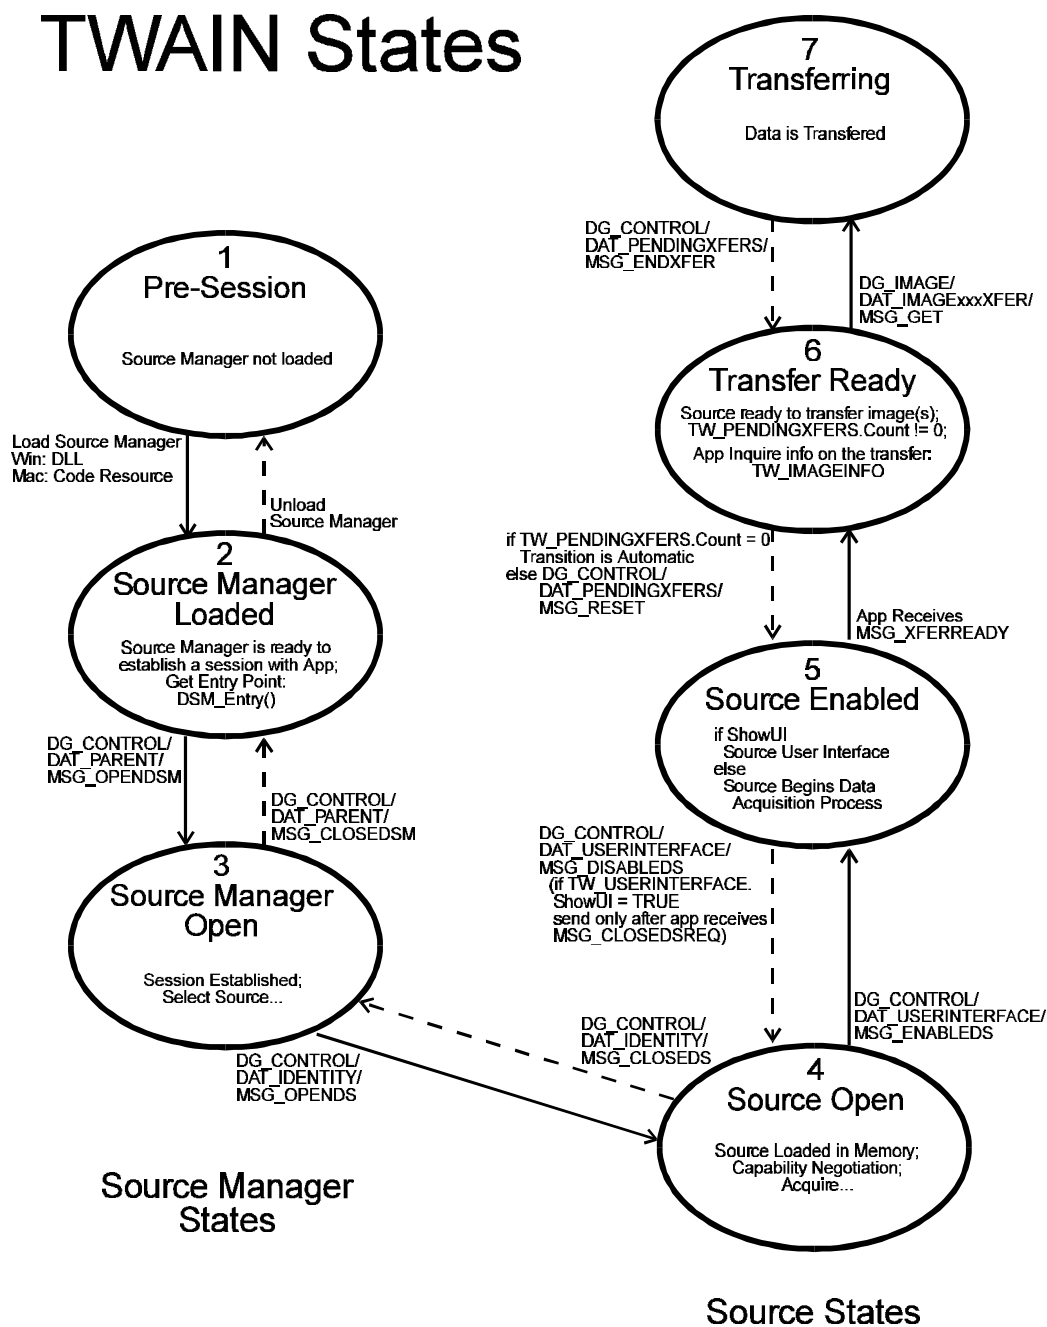 TWAIN States
1
Pre-Session
Source Manager not loaded
Load Source Manager
Win: DLL
Mac: Code Resource
Unload
Source Manager
2
Source Manager
Loaded
Source Manager is ready to
establish a session with App;
Get Entry Point:
DSM_Entry()
DG_CONTROL/
DAT_PARENT/
MSG_OPENDSM
DG_CONTROL/
DAT_PARENT/
MSG_CLOSEDSM
3
Source Manager
Open
Session Established;
Select Source...
DG_CONTROL/
DAT_IDENTITY/
MSG_OPENDS
DG_CONTROL/
DAT_IDENTITY/
MSG_CLOSEDS
Source Manager
States
7
Transferring
Data is Transfered
DG_CONTROL/
DAT_PENDINGXFERS/
MSG_ENDXFER
DG_IMAGE/
DAT_IMAGExxxXFER/
MSG_GET
6
Transfer Ready
Source ready to transfer image(s);
TW_PENDINGXFERS.Count != 0;
App Inquire info on the transfer:
TW_IMAGEINFO
if TW_PENDINGXFERS.Count = 0
Transition is Automatic
else DG_CONTROL/
DAT_PENDINGXFERS/
MSG_RESET
App Receives
MSG_XFERREADY
5
Source Enabled
if ShowUI
Source User Interface
else
Source Begins Data
Acquisition Process
DG_CONTROL/
DAT_USERINTERFACE/
MSG_DISABLEDS
(if TW_USERINTERFACE.
ShowUI = TRUE
send only after app receives
MSG_CLOSEDSREQ)
DG_CONTROL/
DAT_USERINTERFACE/
MSG_ENABLEDS
4
Source Open
Source Loaded in Memory;
Capability Negotiation;
Acquire...
Source States